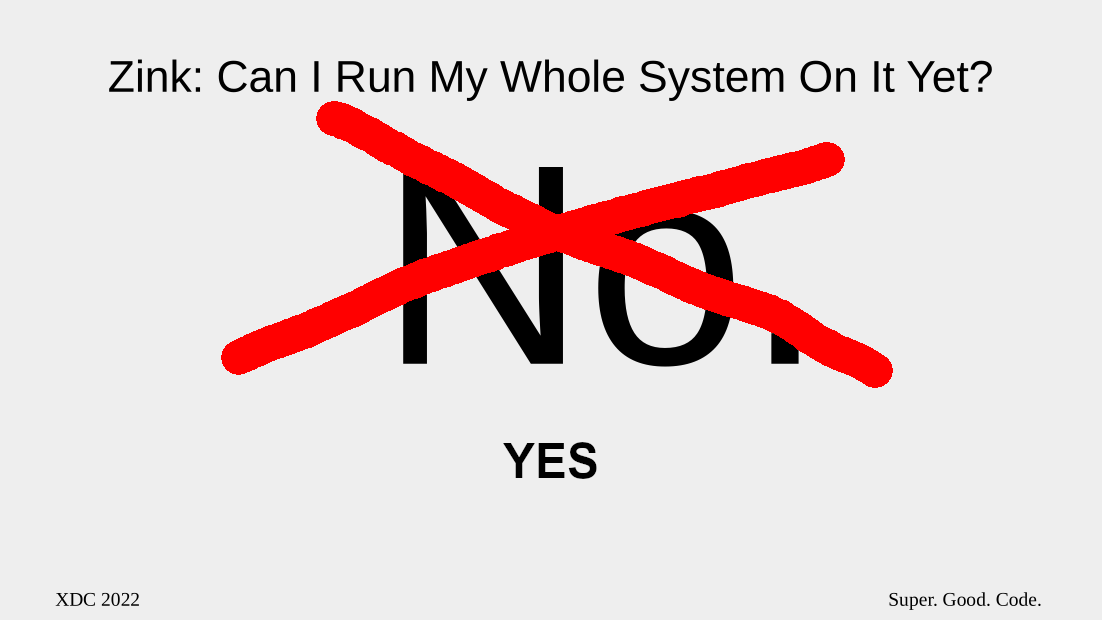 Zink: Can I Run My Whole System On It Yet?
No.
YES
XDC 2022
Super. Good. Code.